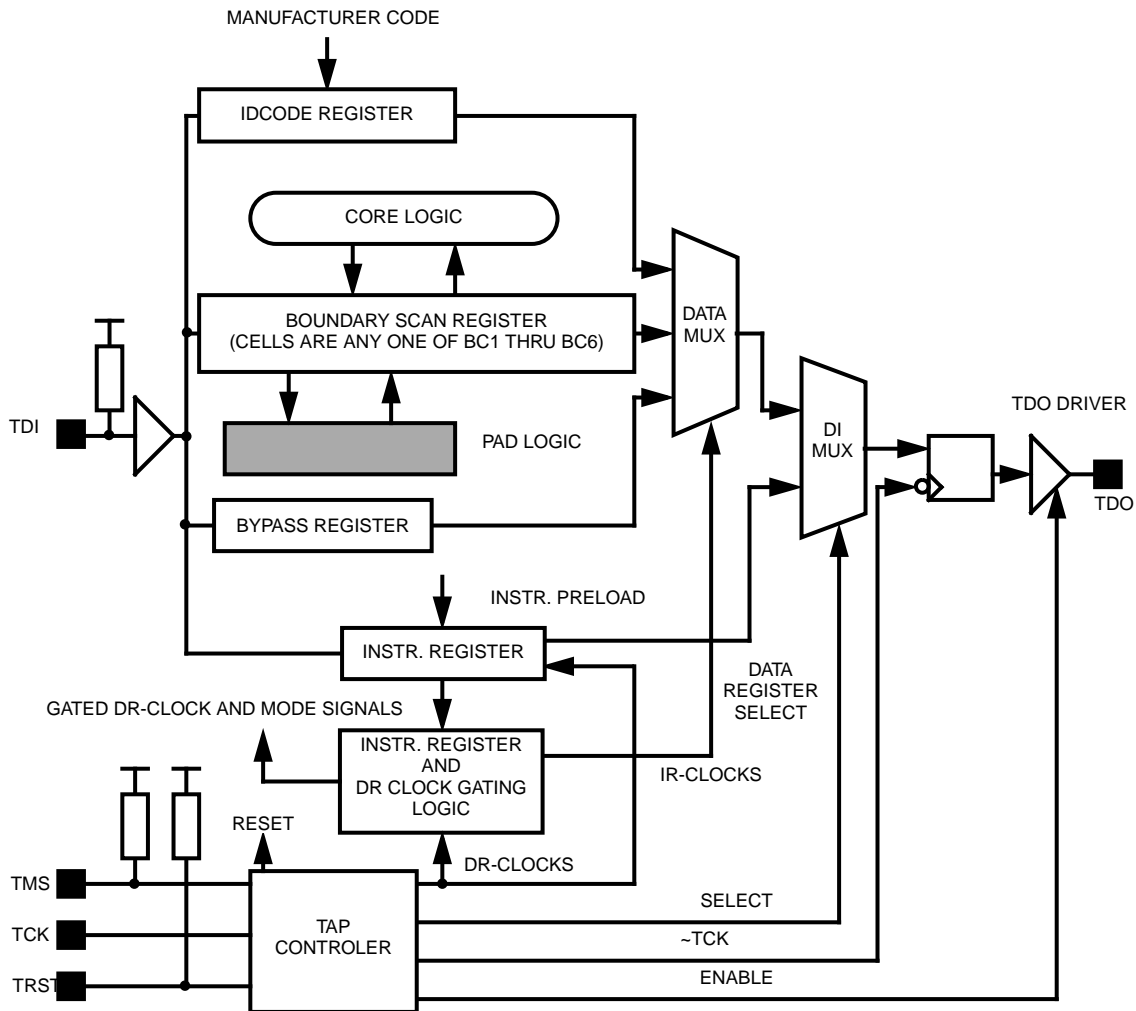 MANUFACTURER CODE
IDCODE REGISTER
CORE LOGIC
BOUNDARY SCAN REGISTER
(CELLS ARE ANY ONE OF BC1 THRU BC6)
DATA
MUX
TDI
PAD LOGIC
DI
MUX
TDO DRIVER
TDO
BYPASS REGISTER
INSTR. PRELOAD
INSTR. REGISTER
DATA
REGISTER
SELECT
GATED DR-CLOCK AND MODE SIGNALS
INSTR. REGISTER
AND
DR CLOCK GATING
LOGIC
IR-CLOCKS
RESET
DR-CLOCKS
TMS
SELECT
TCK
TAP
CONTROLER
~TCK
TRST
ENABLE